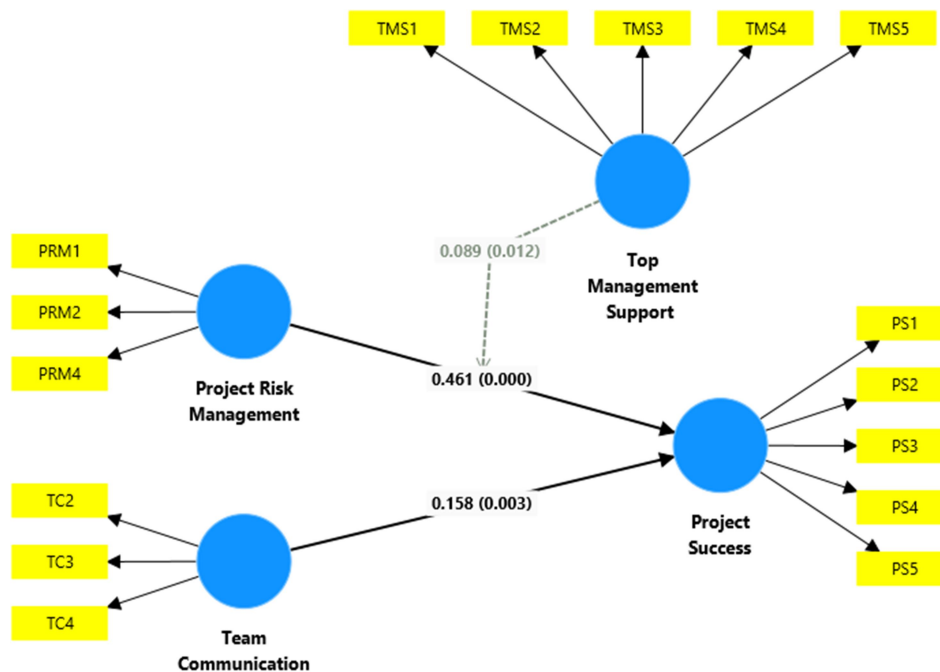 TMS1 TMS2 TMS3 TMS4 TMS5
0.089 (0.012)
Top
Management
Support
PRM1
PRM2
PRM4
Project Risk
Management
0.461 (0.000)
PS1
PS2
PS3
PS4
PS5
TC2
TC3
TC4
0.158 (0.003)
Project
Success
Team
Communication